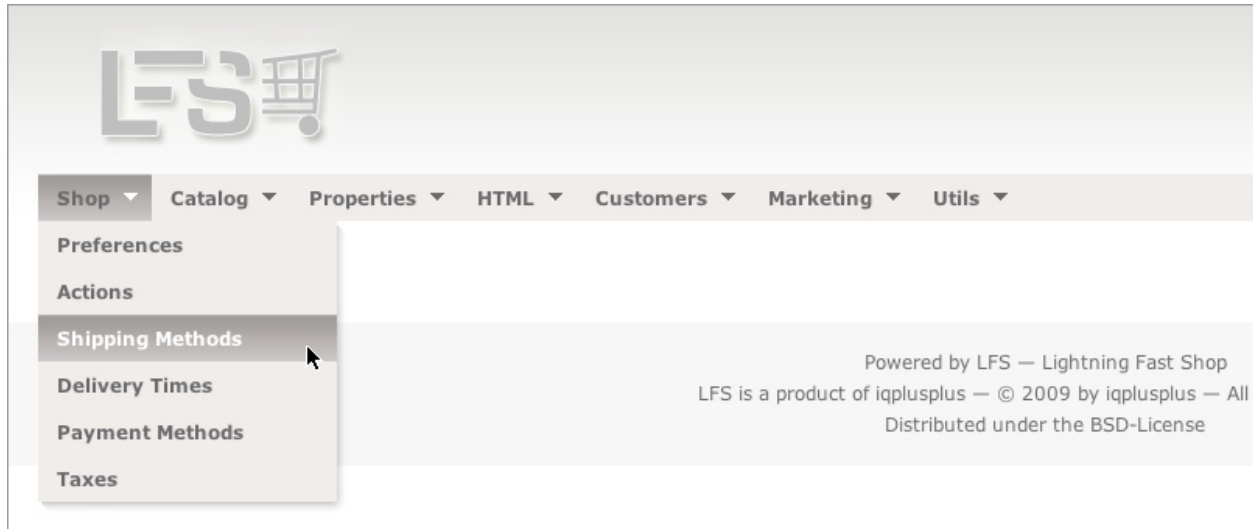 LFS
Shop Catalog Properties HTML Customers Marketing Utils
Preferences
Actions
Shipping Methods
Delivery Times
Payment Methods
Taxes
Powered by LFS — Lightning Fast Shop
LFS is a product of iqplusplus — © 2009 by iqplusplus — All
Distributed under the BSD-License